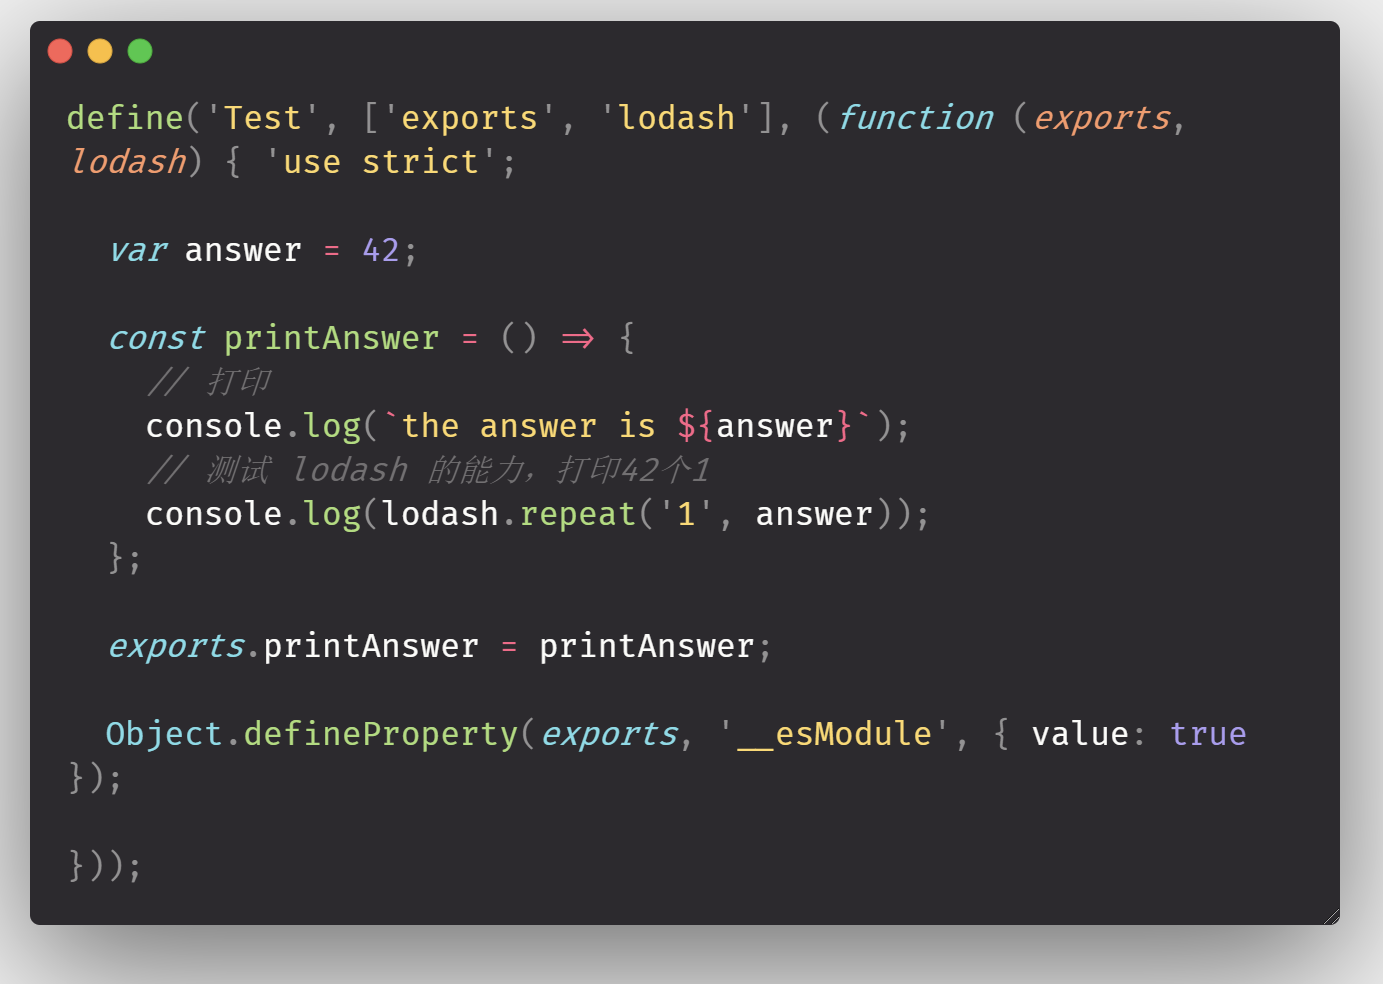 define('Test', ['exports', 'lodash'], (function (exports,
lodash) { 'use strict';
var answer = 42;
const printAnswer = () => {
// 打印
console.log(`the answer is ${answer}`);
// 测试 lodash 的能力，打印42个1
console.log(lodash.repeat('1', answer));
};
exports.printAnswer = printAnswer;
Object.defineProperty(exports, '__esModule', { value: true
});
}));